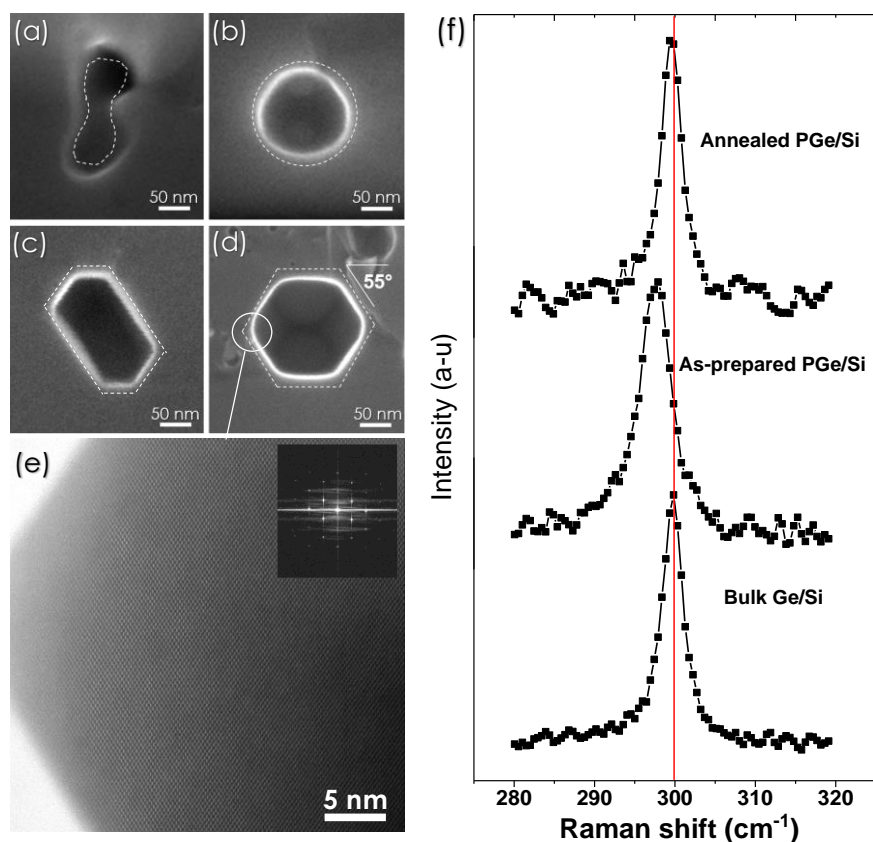 (a)
50 nm
(b)
50 nm
(c)
50 nm
(d)
55°
50 nm
(e)
5 nm
(f)
Annealed PGe/Si
As-prepared PGe/Si
Bulk Ge/Si
Intensity (a-u)
280 290 300 310 320
Raman shift (cm⁻¹)